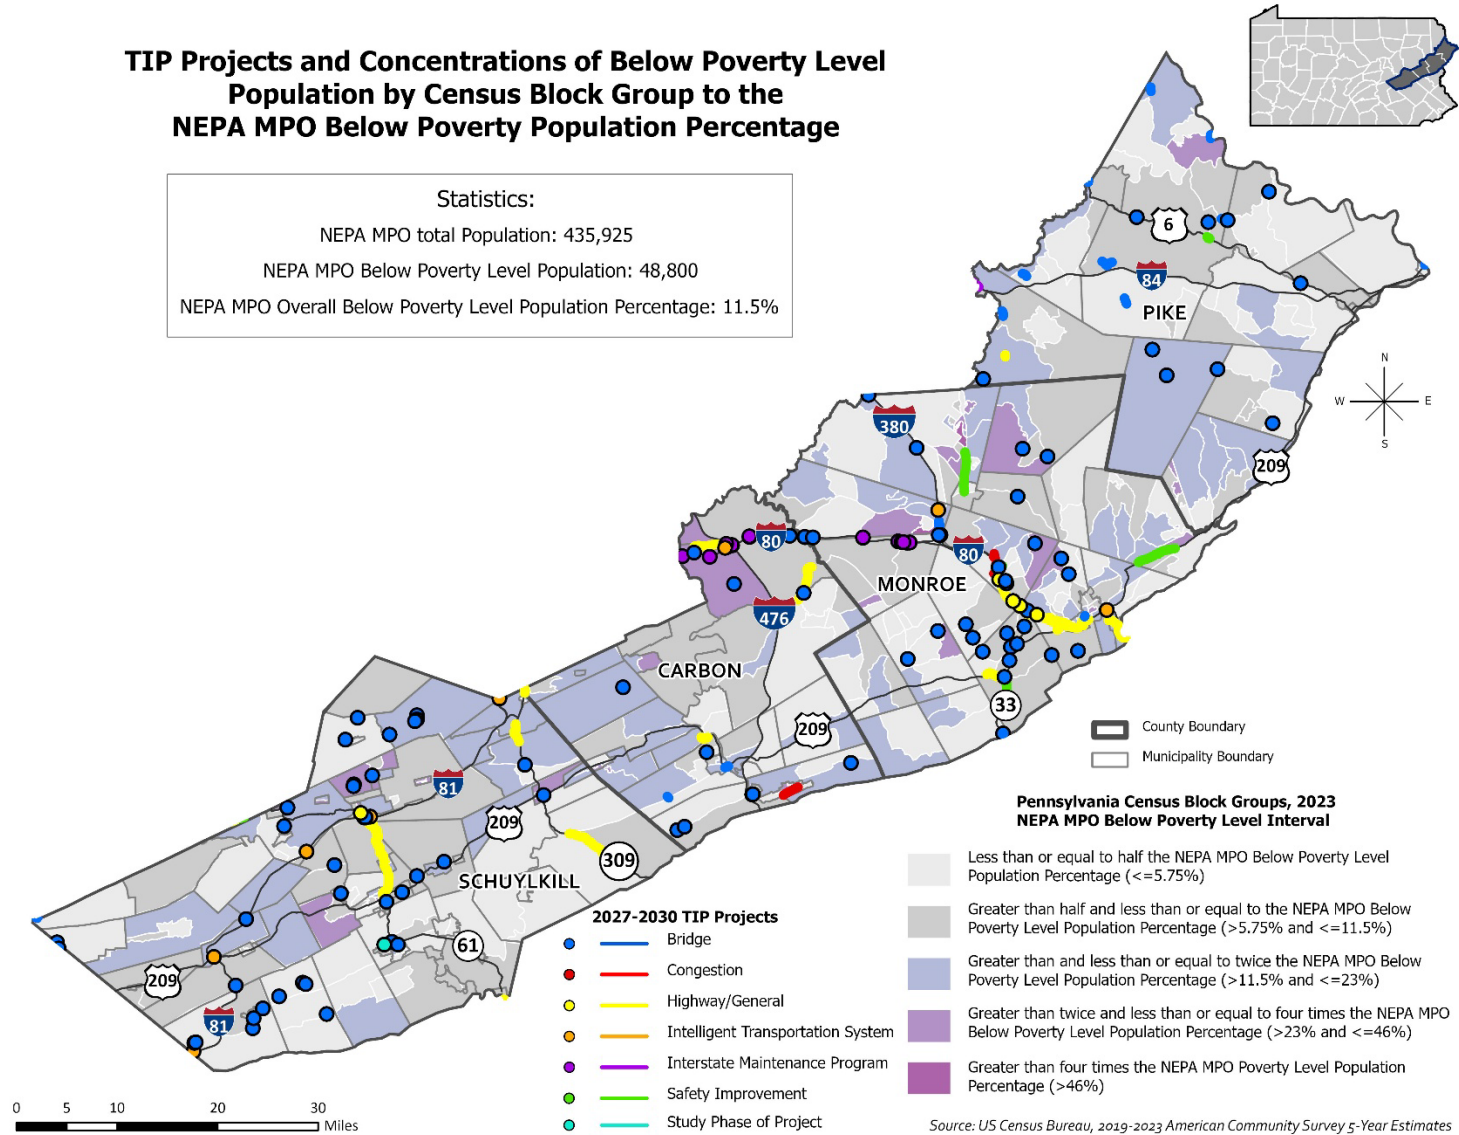 TIP Projects and Concentrations of Below Poverty Level
Population by Census Block Group to the
NEPA MPO Below Poverty Population Percentage
Statistics:
NEPA MPO total Population: 435,925
NEPA MPO Below Poverty Level Population: 48,800
NEPA MPO Overall Below Poverty Level Population Percentage: 11.5%
6
84
PIKE
N
W
E
S
380
209
80
80
MONROE
476
CARBON
33
209
81
209
309
SCHUYLKILL
61
209
81
County Boundary
Municipality Boundary
Pennsylvania Census Block Groups, 2023
NEPA MPO Below Poverty Level Interval
Less than or equal to half the NEPA MPO Below Poverty Level
Population Percentage (<=5.75%)
Greater than half and less than or equal to the NEPA MPO Below
Poverty Level Population Percentage (>5.75% and <=11.5%)
Greater than and less than or equal to twice the NEPA MPO Below
Poverty Level Population Percentage (>11.5% and <=23%)
Greater than twice and less than or equal to four times the NEPA MPO
Below Poverty Level Population Percentage (>23% and <=46%)
Greater than four times the NEPA MPO Poverty Level Population
Percentage (>46%)
2027-2030 TIP Projects
Bridge
Congestion
Highway/General
Intelligent Transportation System
Interstate Maintenance Program
Safety Improvement
Study Phase of Project
0 5 10 20 30
Miles
Source: US Census Bureau, 2019-2023 American Community Survey 5-Year Estimates